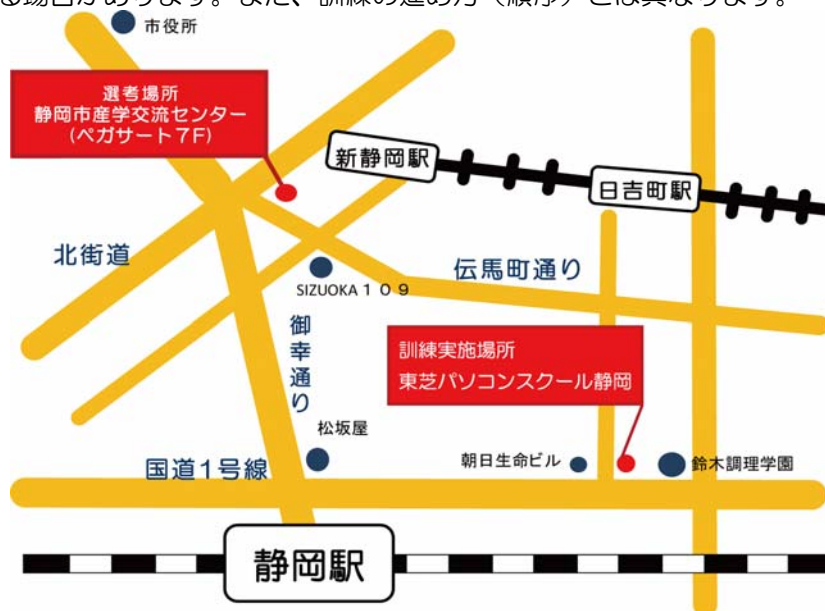 る場合があります。また、訓練の進め方（順序）とは異なります。
市役所
選考場所
静岡市産学交流センター
(ペガサート７F)
新静岡駅
日吉町駅
北街道
伝馬町通り
SIZUOKA１０９
御幸通り
訓練実施場所
東芝パソコンスクール静岡
松坂屋
朝日生命ビル
鈴木調理学園
国道1号線
静岡駅